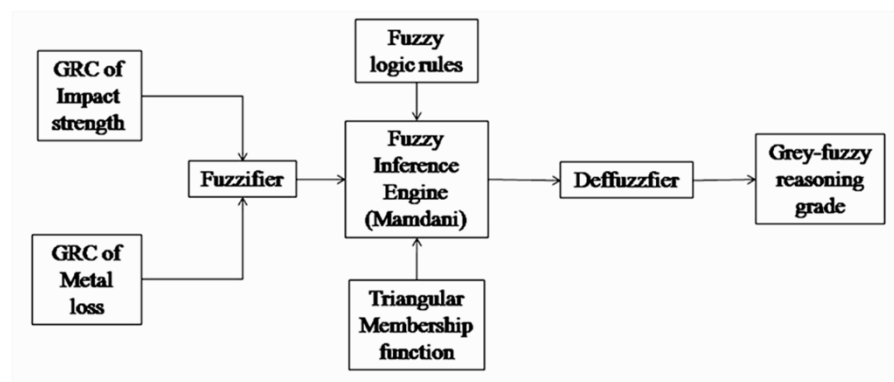 GRC of
Impact
strength
Fuzzy
logic rules
Fuzzifier
Fuzzy
Inference
Engine
(Mamdani)
Deffuzzfier
Grey-fuzzy
reasoning
grade
GRC of
Metal
loss
Triangular
Membership
function